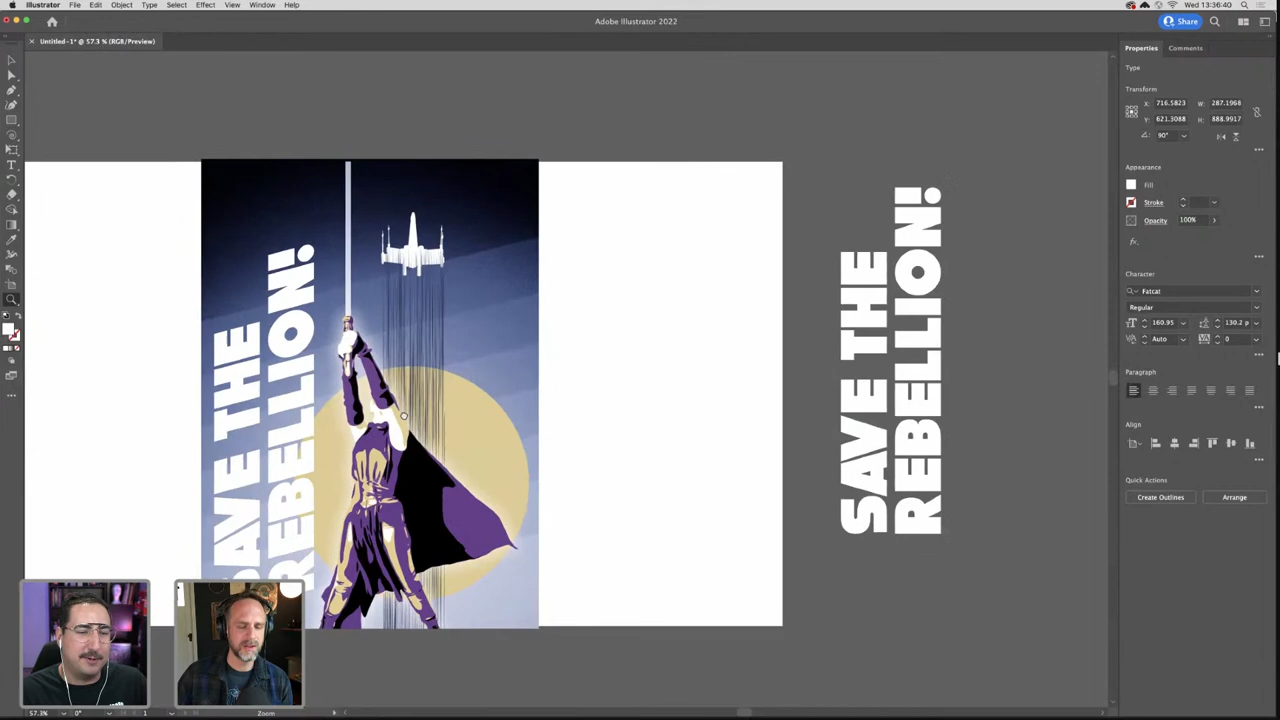 Illustrator File Edit Object Type Select Effect View Window Help
Wed 13:36:40
Adobe Illustrator 2022
Share
× Untitled-1* @ 57.3 % (RGB/Preview)
Properties Comments
Type
Transform
X: 716.5823 W: 287.1968
Y: 621.3088 H: 888.9917
90°
Appearance
Fill
Stroke
Opacity 100%
fx.
Character
Fatcat
Regular
160.95 130.2 p
Auto 0
Paragraph
Align
Quick Actions
Create Outlines Arrange
SAVE THE
REBELLION!
SAVE THE
REBELLION!
57.3% 0° 1 Zoom